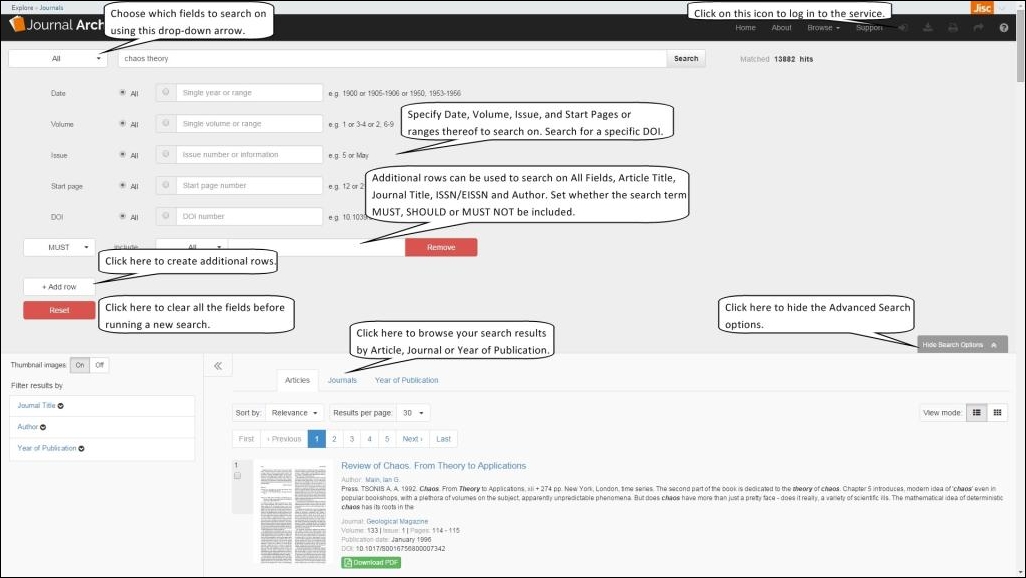 Explore › Journals
Choose which fields to search on
using this drop-down arrow.
Click on this icon to log in to the service.
Jisc
Journal Arch
Home About Browse Support
All
chaos theory
Search
Matched 13882 hits
Date
All
Single year or range
e.g. 1900 or 1905-1906 or 1950, 1953-1956
Volume
All
Single volume or range
e.g. 1 or 3-4 or 2, 6-9
Specify Date, Volume, Issue, and Start Pages or
ranges thereof to search on. Search for a specific DOI.
Issue
All
Issue number or information
e.g. 5 or May
Start page
All
Start page number
e.g. 12 or 2
Additional rows can be used to search on All Fields, Article Title,
Journal Title, ISSN/EISSN and Author. Set whether the search term
MUST, SHOULD or MUST NOT be included.
DOI
All
DOI number
e.g. 10.1039
MUST
Include
All
Remove
Click here to create additional rows.
+ Add row
Reset
Click here to clear all the fields before
running a new search.
Click here to browse your search results
by Article, Journal or Year of Publication.
Click here to hide the Advanced Search
options.
Hide Search Options
Thumbnail images: On Off
Filter results by
Journal Title
Author
Year of Publication
Articles Journals Year of Publication
Sort by: Relevance Results per page: 30
View mode:
First ‹ Previous 1 2 3 4 5 Next › Last
1
Review of Chaos. From Theory to Applications
Author: Main, Ian G.
Press. TSONIS A. A. 1992. Chaos. From Theory to Applications. xii + 274 pp. New York, London, time series. The second part of the book is dedicated to the theory of chaos. Chapter 5 introduces, modern idea of 'chaos' even in
popular bookshops, with a plethora of volumes on the subject, apparently unpredictable phenomena. But does chaos have more than just a pretty face - does it really, a variety of scientific ills. The mathematical idea of deterministic
chaos has its roots in the
Journal: Geological Magazine
Volume: 133 | Issue: 1 | Pages: 114 - 115
Publication date: January 1996
DOI: 10.1017/S0016756800007342
Download PDF